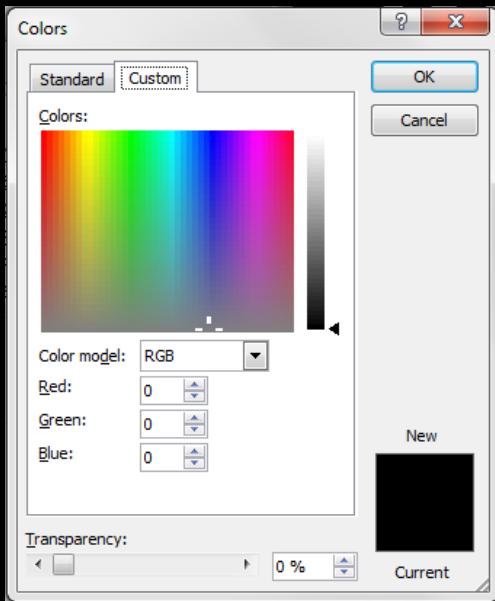 Colors
? X
Standard Custom
OK
Colors:
Cancel
Color model: RGB
Red: 0
Green: 0
Blue: 0
New
Transparency:
0 %
Current